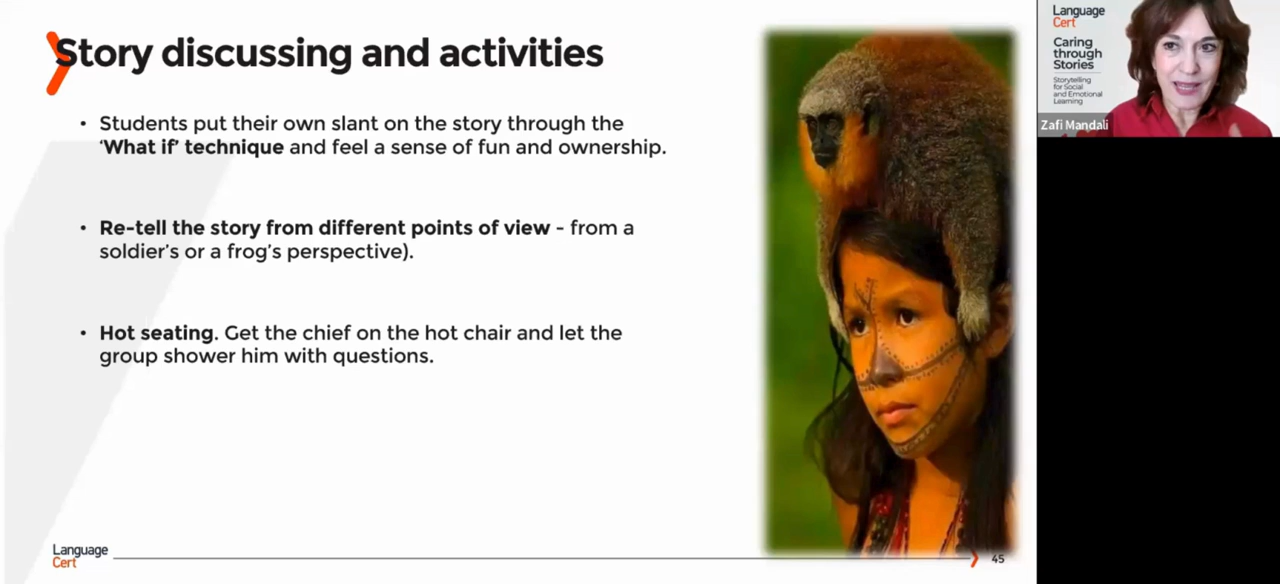 Story discussing and activities
• Students put their own slant on the story through the
‘What if’ technique and feel a sense of fun and ownership.
• Re-tell the story from different points of view - from a
soldier’s or a frog’s perspective).
• Hot seating. Get the chief on the hot chair and let the
group shower him with questions.
Language
Cert
45
Language
Cert
Caring
through
Stories
Storytelling
for Social
and Emotional
Learning
Zafi Mandali